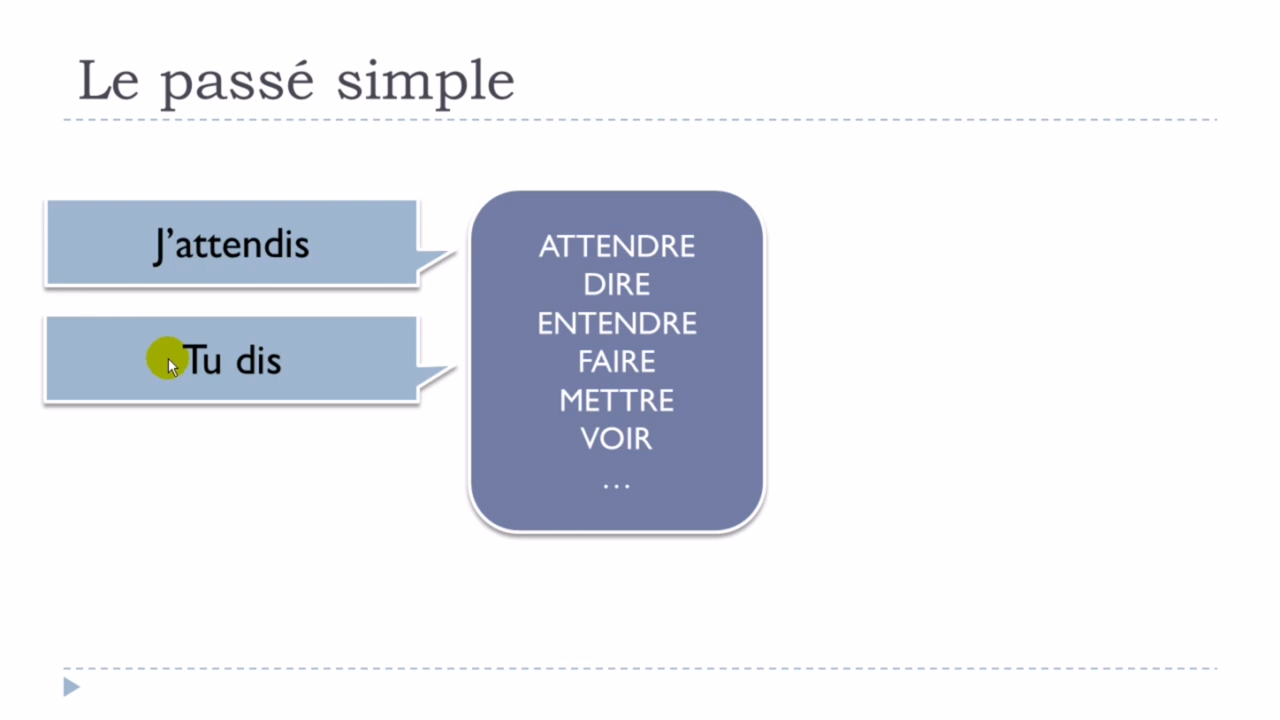 Le passé simple
J’attendis
Tu dis
ATTENDRE
DIRE
ENTENDRE
FAIRE
METTRE
VOIR
…